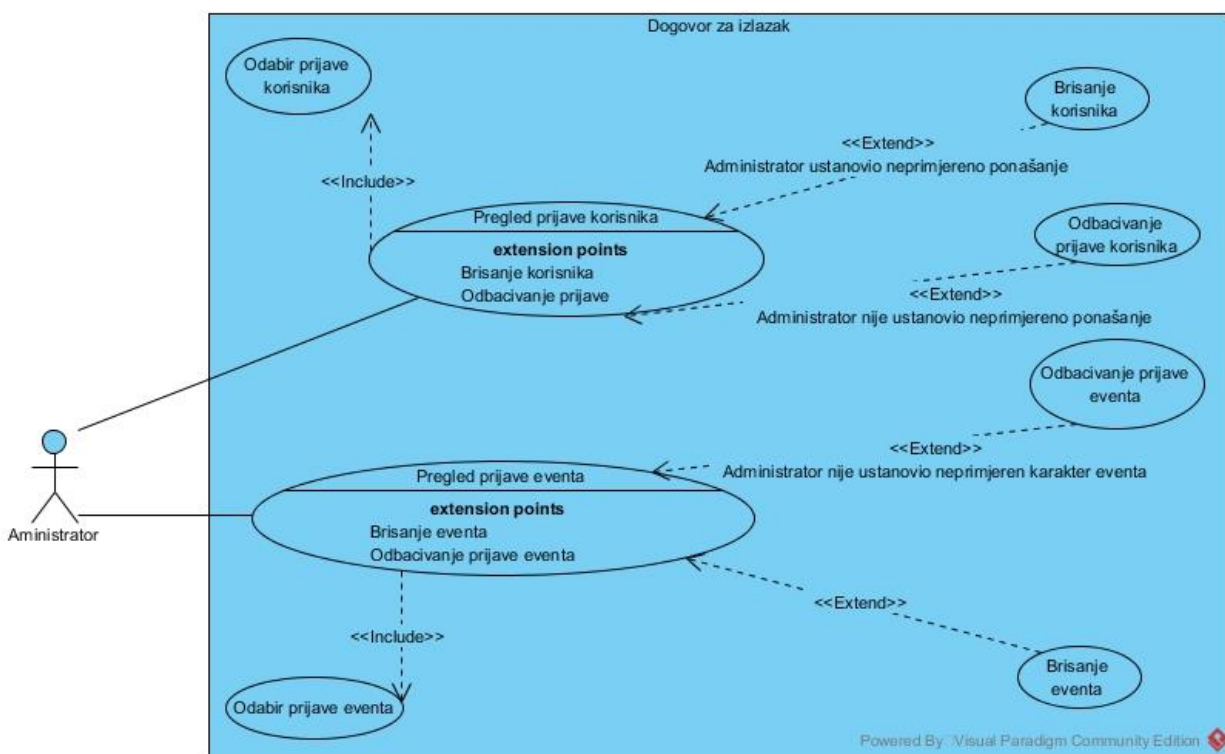 Dogovor za izlazak
Odabir prijave
korisnika
Brisanje
korisnika
<<Extend>>
Administrator ustanovio neprimjereno ponašanje
<<Include>>
Pregled prijave korisnika
extension points
Brisanje korisnika
Odbacivanje prijave
Odbacivanje
prijave korisnika
<<Extend>>
Administrator nije ustanovio neprimjereno ponašanje
Odbacivanje prijave
eventa
<<Extend>>
Administrator nije ustanovio neprimjeren karakter eventa
Pregled prijave eventa
extension points
Brisanje eventa
Odbacivanje prijave eventa
Aministrator
<<Extend>>
<<Include>>
Brisanje
eventa
Odabir prijave eventa
Powered By Visual Paradigm Community Edition